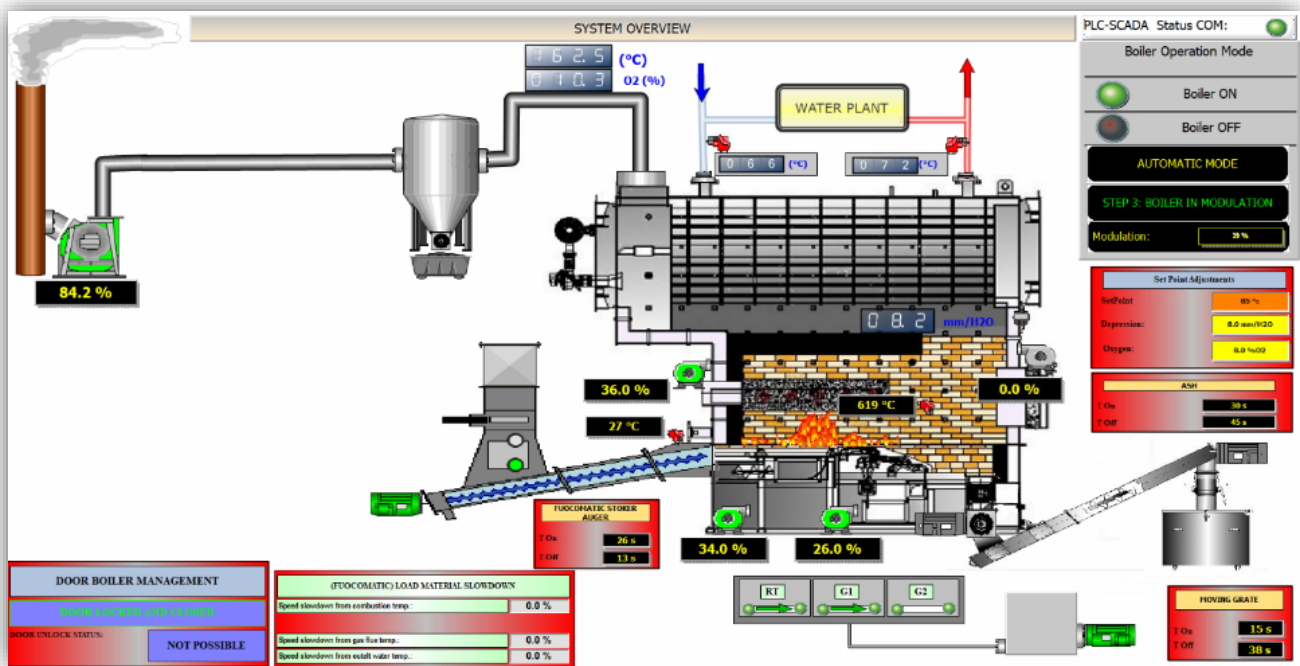 SYSTEM OVERVIEW
PLC-SCADA Status COM:
Boiler Operation Mode
Boiler ON
Boiler OFF
AUTOMATIC MODE
STEP 3: BOILER IN MODULATION
Modulation:
162.5 (°C)
010.3 O2 (%)
WATER PLANT
066 (°C)
072 (°C)
84.2 %
08.2 mm/H2O
Set Point Adjustments
SetPoint 85 °c
Depression: 8.0 mm/H2O
Oxygen: 8.0 %O2
ASH
T On 30 s
T Off 45 s
36.0 %
0.0 %
619 °C
27 °C
FUOCOMATIC STOKER
AUGER
T On 26 s
T Off 13 s
34.0 %
26.0 %
DOOR BOILER MANAGEMENT
DOOR LOCKED AND CLOSED
DOOR UNLOCK STATUS:
NOT POSSIBLE
(FUOCOMATIC) LOAD MATERIAL SLOWDOWN
Speed slowdown from combustion temp.: 0.0 %
Speed slowdown from gas flue temp.: 0.0 %
Speed slowdown from outalt water temp.: 0.0 %
RT G1 G2
MOVING GRATE
T On 15 s
T Off 38 s